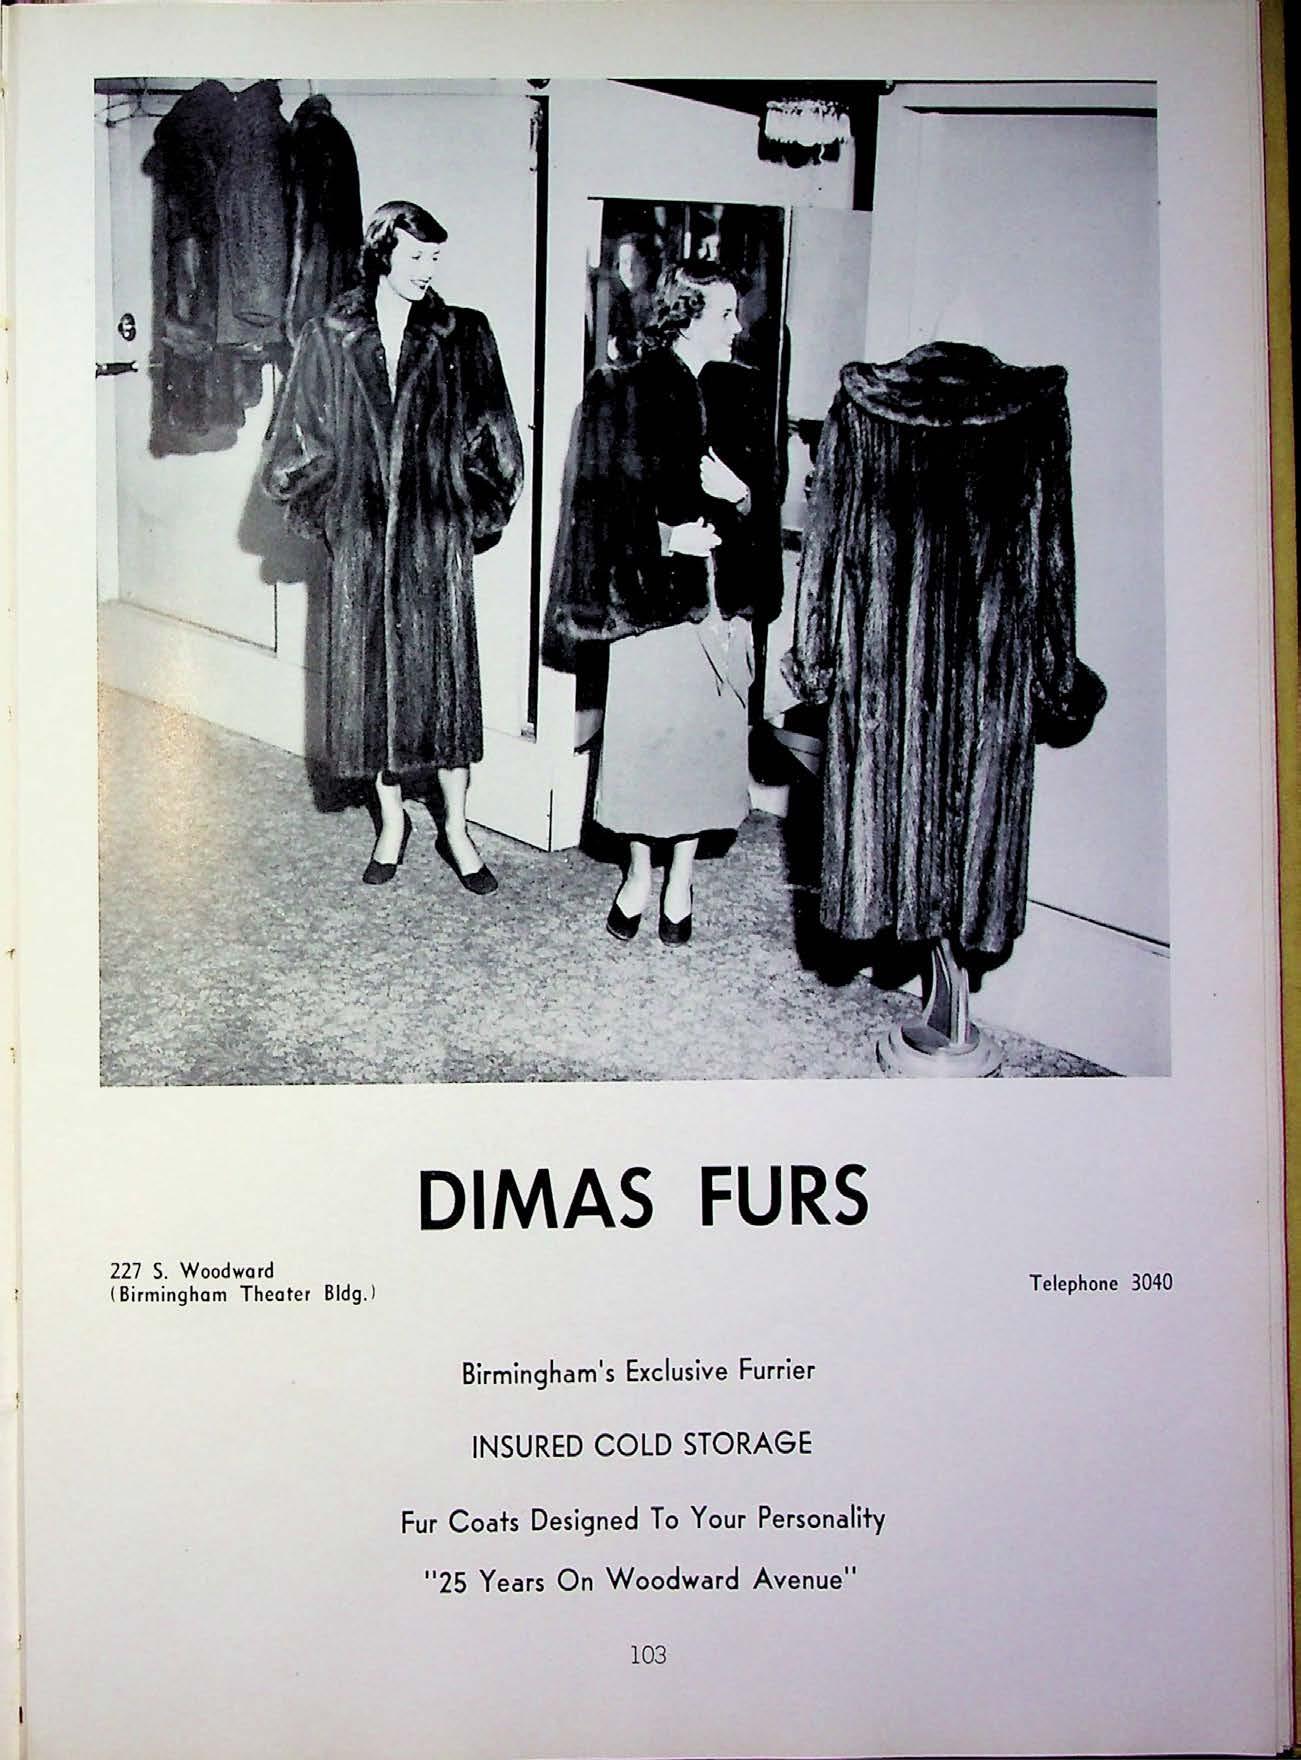 DIMAS FURS
227 S. Woodward
(Birmingham Theater Bldg.)
Telephone 3040
Birmingham's Exclusive Furrier
INSURED COLD STORAGE
Fur Coats Designed To Your Personality
"25 Years On Woodward Avenue"
103